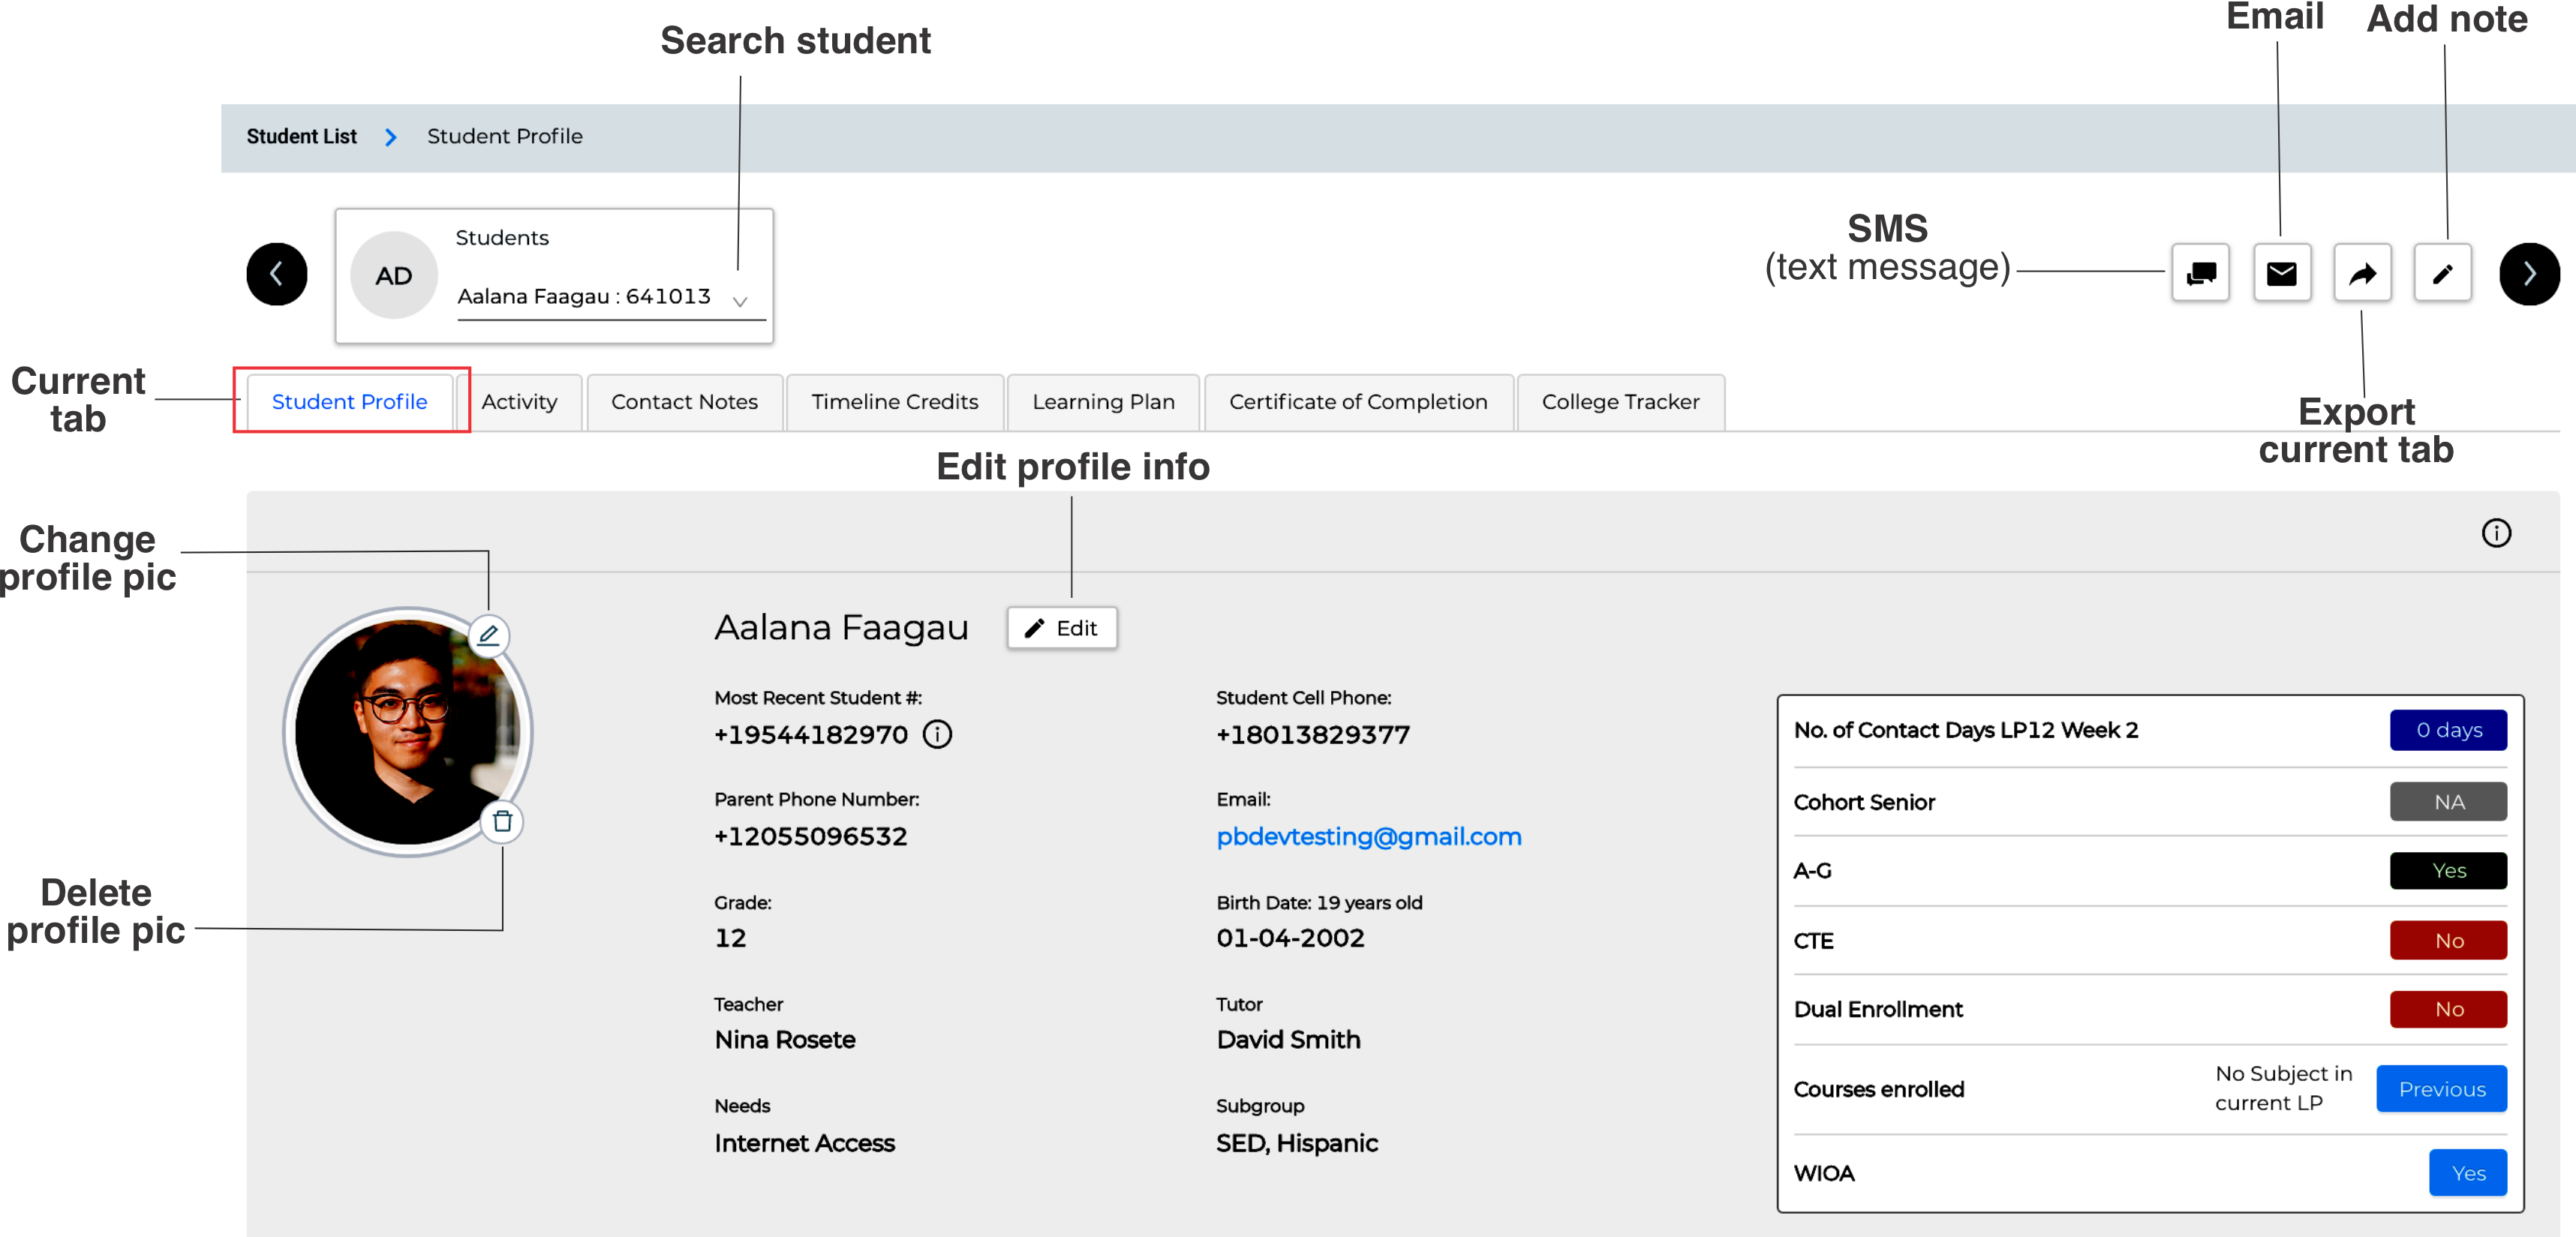 Email
Add note
Search student
Student List
Student Profile
Students
AD
Aalana Faagau : 641013
SMS
(text message)
Current
tab
Student Profile
Activity
Contact Notes
Timeline Credits
Learning Plan
Certificate of Completion
College Tracker
Export
current tab
Edit profile info
Change
profile pic
Aalana Faagau
Edit
Most Recent Student #:
+19544182970
Student Cell Phone:
+18013829377
Parent Phone Number:
+12055096532
Email:
pbdevtesting@gmail.com
Delete
profile pic
Grade:
12
Birth Date: 19 years old
01-04-2002
Teacher
Nina Rosete
Tutor
David Smith
Needs
Internet Access
Subgroup
SED, Hispanic
No. of Contact Days LP12 Week 2
0 days
Cohort Senior
NA
A-G
Yes
CTE
No
Dual Enrollment
No
Courses enrolled
No Subject in
current LP
Previous
WIOA
Yes